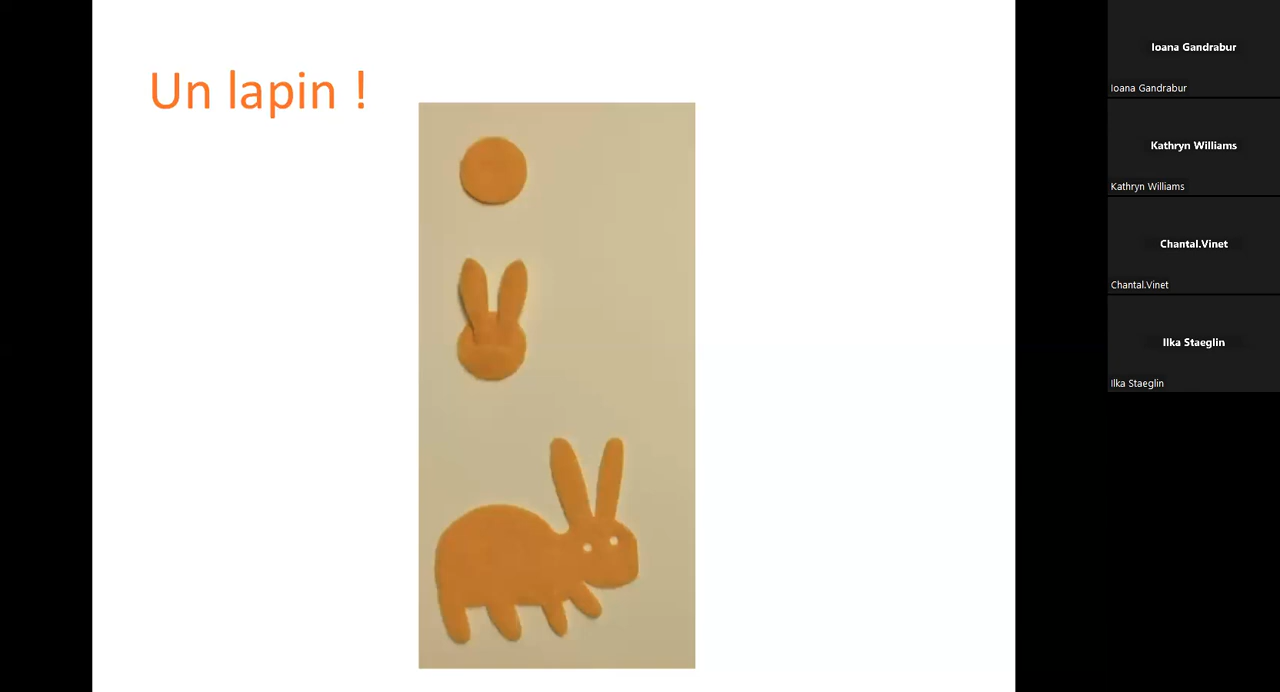 Un lapin !
Ioana Gandrabur
Ioana Gandrabur
Kathryn Williams
Kathryn Williams
Chantal.Vinet
Chantal.Vinet
Ilka Staeglin
Ilka Staeglin